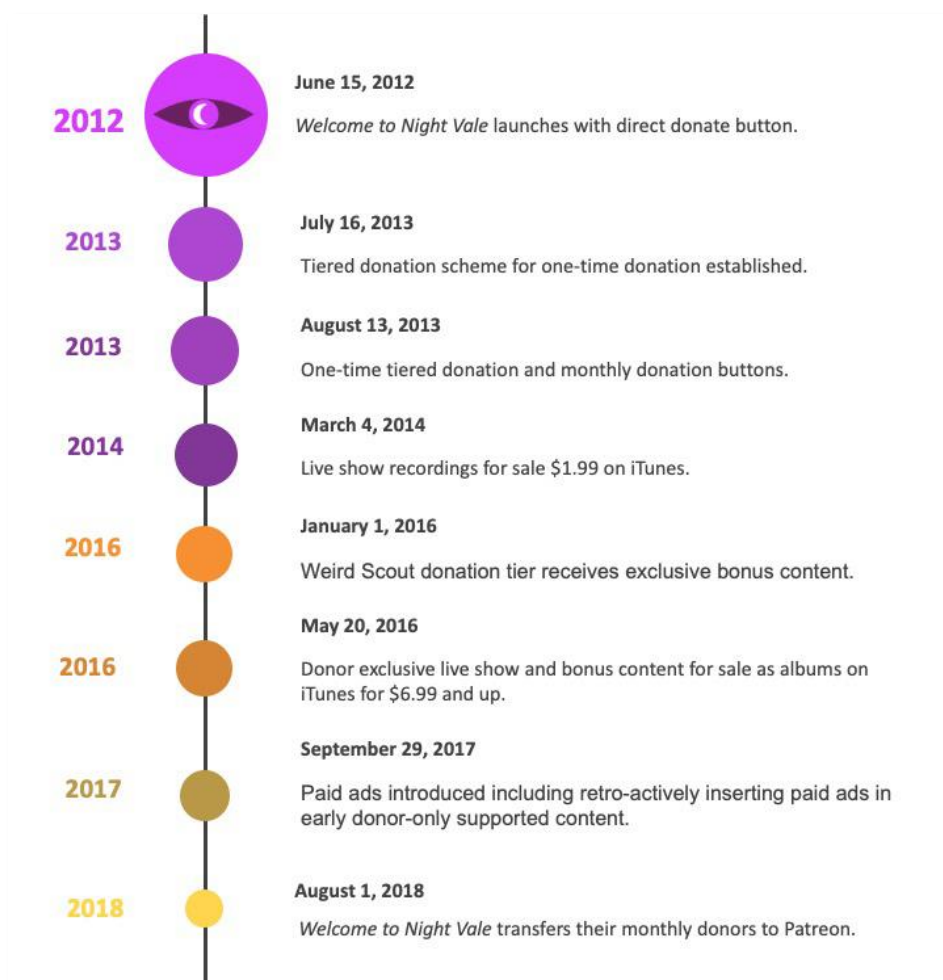 2012
June 15, 2012
Welcome to Night Vale launches with direct donate button.
2013
July 16, 2013
Tiered donation scheme for one-time donation established.
2013
August 13, 2013
One-time tiered donation and monthly donation buttons.
2014
March 4, 2014
Live show recordings for sale $1.99 on iTunes.
2016
January 1, 2016
Weird Scout donation tier receives exclusive bonus content.
2016
May 20, 2016
Donor exclusive live show and bonus content for sale as albums on
iTunes for $6.99 and up.
2017
September 29, 2017
Paid ads introduced including retro-actively inserting paid ads in
early donor-only supported content.
2018
August 1, 2018
Welcome to Night Vale transfers their monthly donors to Patreon.